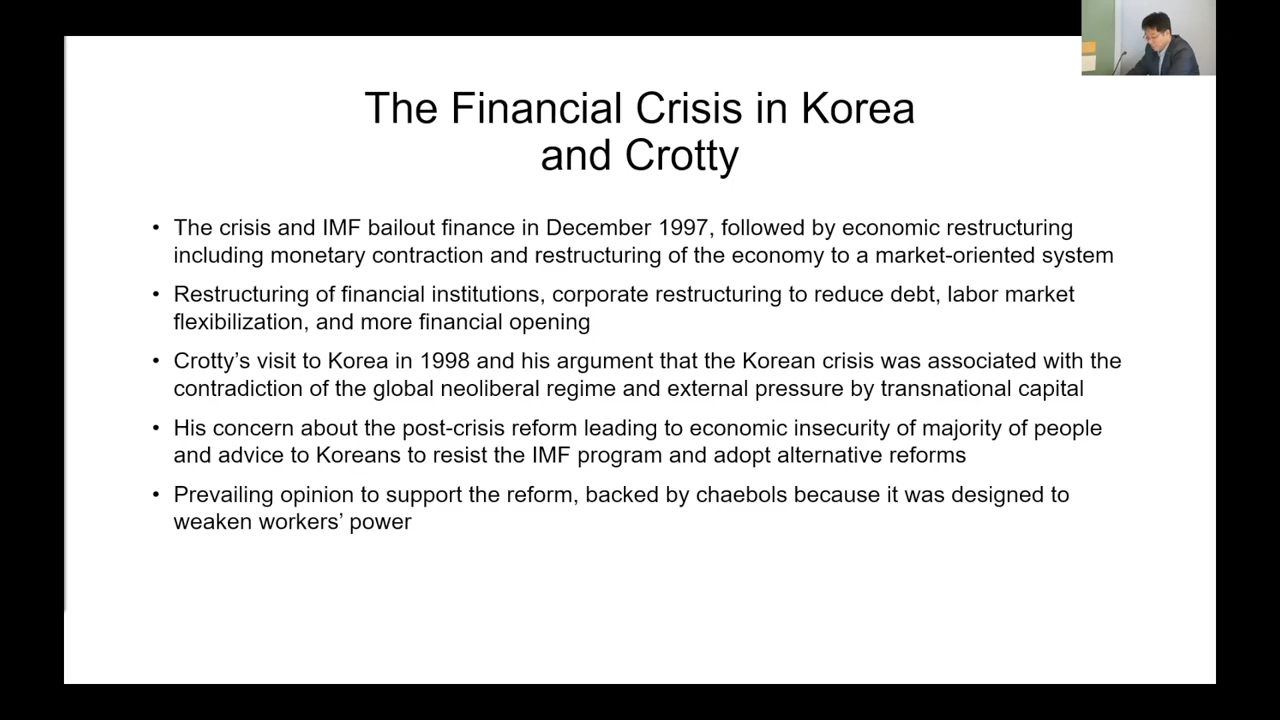 The Financial Crisis in Korea
and Crotty
• The crisis and IMF bailout finance in December 1997, followed by economic restructuring
including monetary contraction and restructuring of the economy to a market-oriented system
• Restructuring of financial institutions, corporate restructuring to reduce debt, labor market
flexibilization, and more financial opening
• Crotty’s visit to Korea in 1998 and his argument that the Korean crisis was associated with the
contradiction of the global neoliberal regime and external pressure by transnational capital
• His concern about the post-crisis reform leading to economic insecurity of majority of people
and advice to Koreans to resist the IMF program and adopt alternative reforms
• Prevailing opinion to support the reform, backed by chaebols because it was designed to
weaken workers’ power